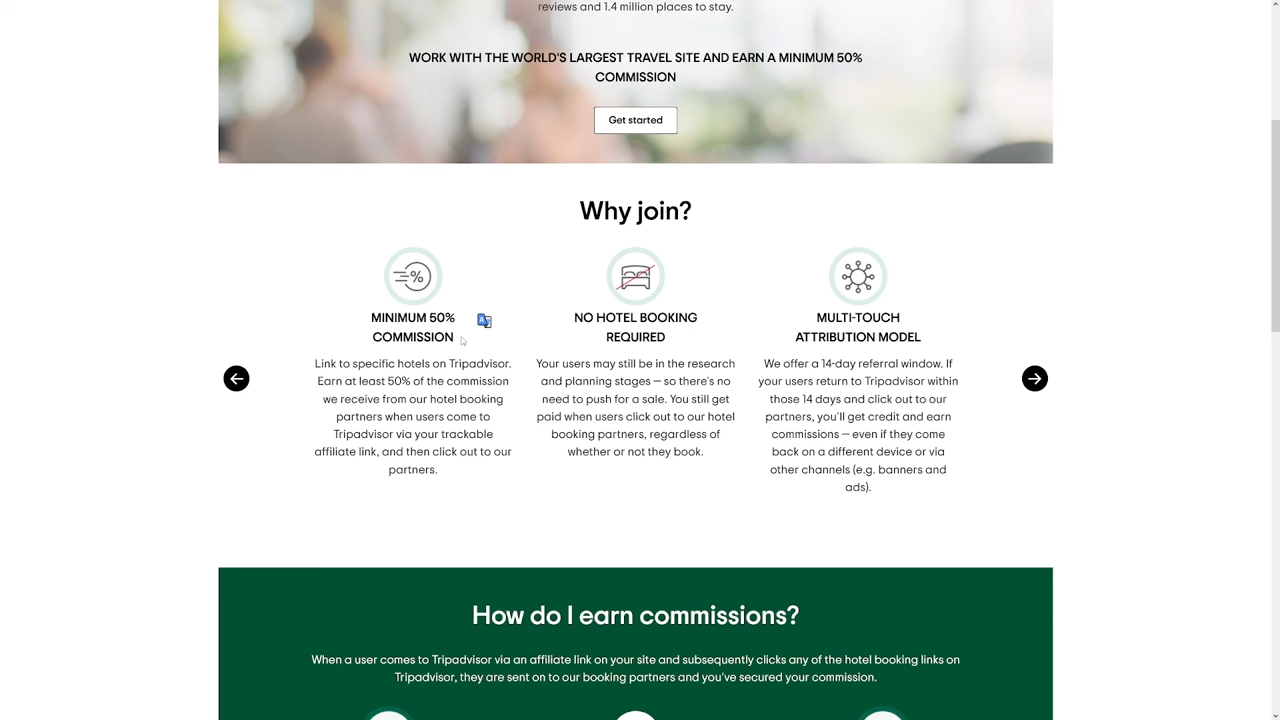 reviews and 1.4 million places to stay.
WORK WITH THE WORLD'S LARGEST TRAVEL SITE AND EARN A MINIMUM 50%
COMMISSION
Get started
Why join?
%
MINIMUM 50%
COMMISSION
Link to specific hotels on Tripadvisor.
Earn at least 50% of the commission
we receive from our hotel booking
partners when users come to
Tripadvisor via your trackable
affiliate link, and then click out to our
partners.
NO HOTEL BOOKING
REQUIRED
Your users may still be in the research
and planning stages — so there's no
need to push for a sale. You still get
paid when users click out to our hotel
booking partners, regardless of
whether or not they book.
MULTI-TOUCH
ATTRIBUTION MODEL
We offer a 14-day referral window. If
your users return to Tripadvisor within
those 14 days and click out to our
partners, you'll get credit and earn
commissions — even if they come
back on a different device or via
other channels (e.g. banners and
ads).
How do I earn commissions?
When a user comes to Tripadvisor via an affiliate link on your site and subsequently clicks any of the hotel booking links on
Tripadvisor, they are sent on to our booking partners and you've secured your commission.